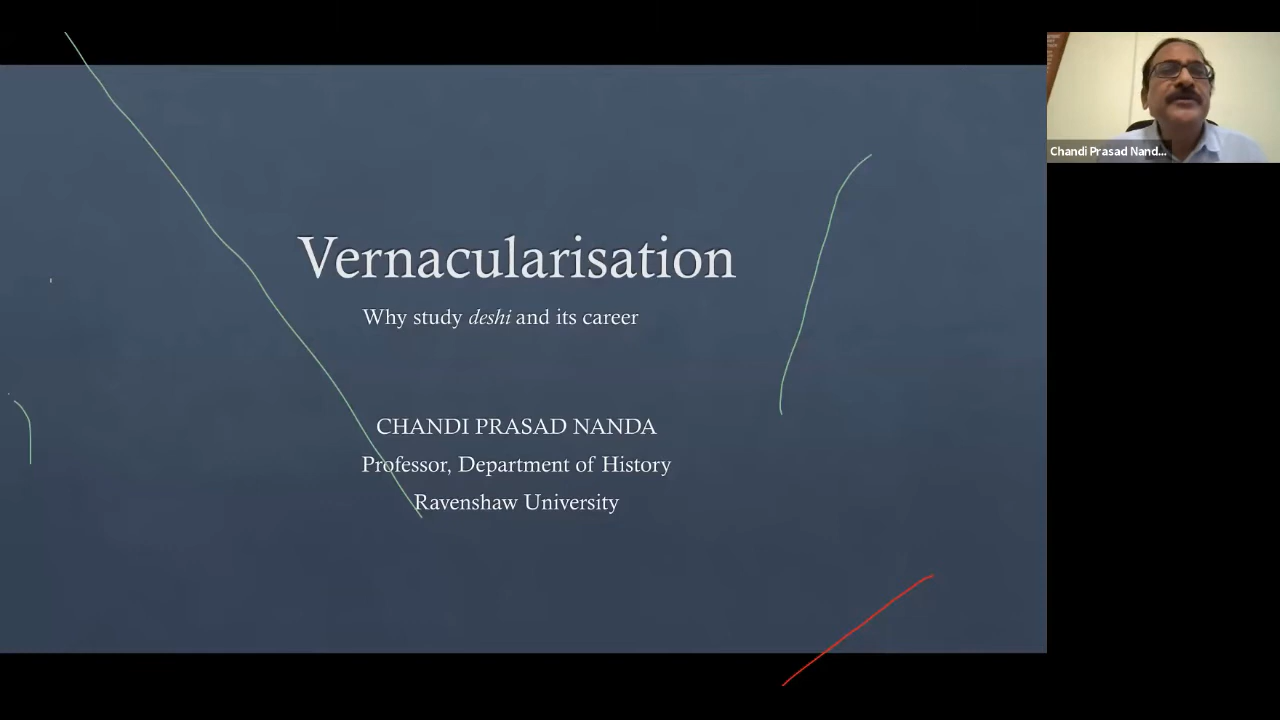 Vernacularisation
Why study deshi and its career
CHANDI PRASAD NANDA
Professor, Department of History
Ravenshaw University
Chandi Prasad Nand...